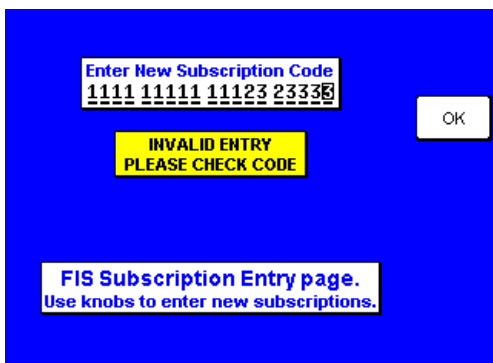 Enter New Subscription Code
1111 11111 11123 23333
OK
INVALID ENTRY
PLEASE CHECK CODE
FIS Subscription Entry page.
Use knobs to enter new subscriptions.